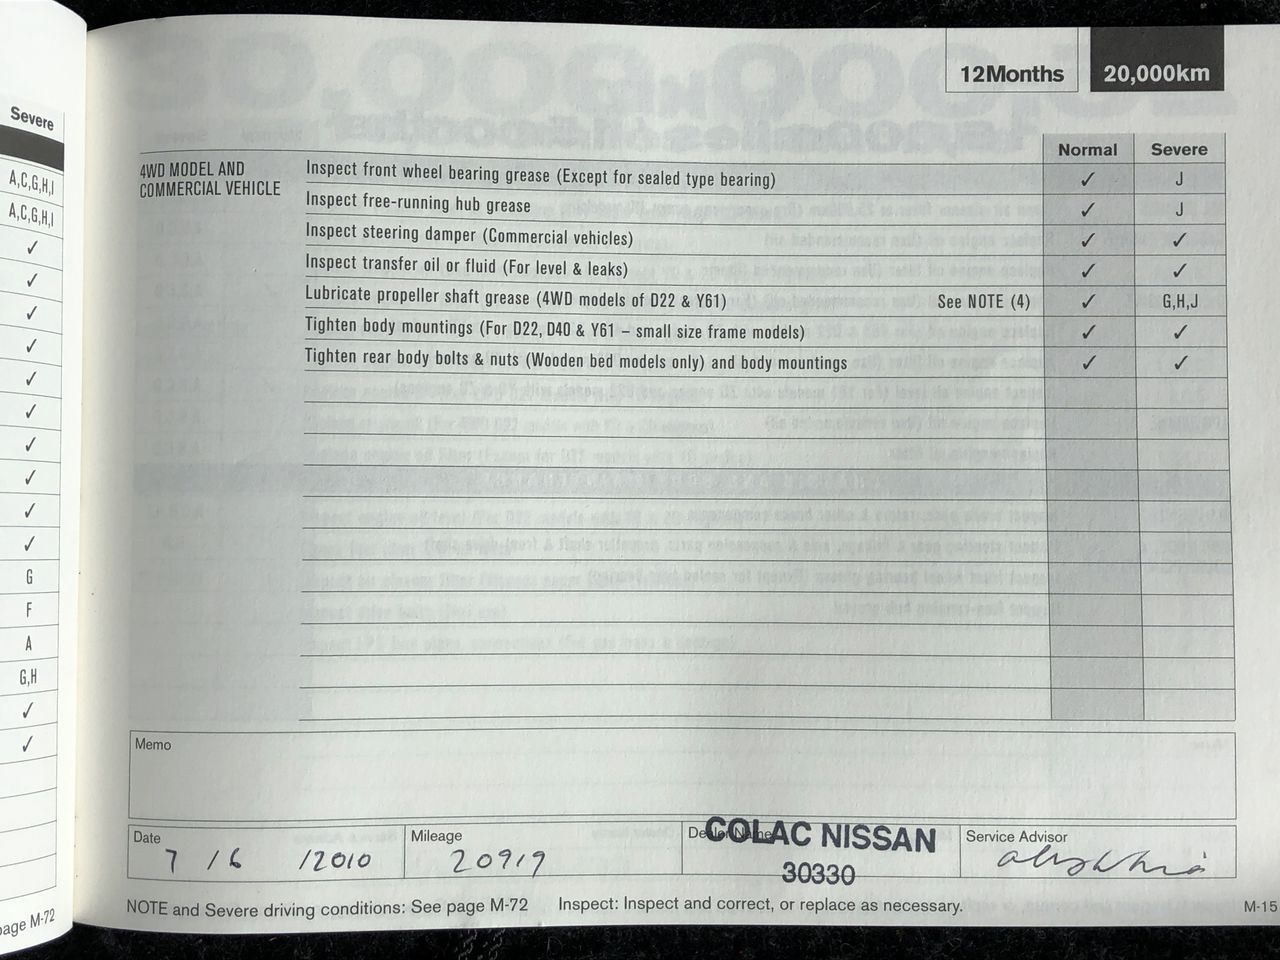 Severe
A,C,G,H,I
A,C,G,H,I
✓
✓
✓
✓
✓
✓
✓
✓
✓
✓
G
F
A
G,H
✓
✓
page M-72
12Months 20,000km
Normal Severe
4WD MODEL AND
COMMERCIAL VEHICLE
Inspect front wheel bearing grease (Except for sealed type bearing) ✓ J
Inspect free-running hub grease ✓ J
Inspect steering damper (Commercial vehicles) ✓ ✓
Inspect transfer oil or fluid (For level & leaks) ✓ ✓
Lubricate propeller shaft grease (4WD models of D22 & Y61) See NOTE (4) ✓ G,H,J
Tighten body mountings (For D22, D40 & Y61 – small size frame models) ✓ ✓
Tighten rear body bolts & nuts (Wooden bed models only) and body mountings ✓ ✓
Memo
Date Mileage Dealer Name Service Advisor
7 / 6 /2010 20919 COLAC NISSAN
30330
NOTE and Severe driving conditions: See page M-72 Inspect: Inspect and correct, or replace as necessary. M-15